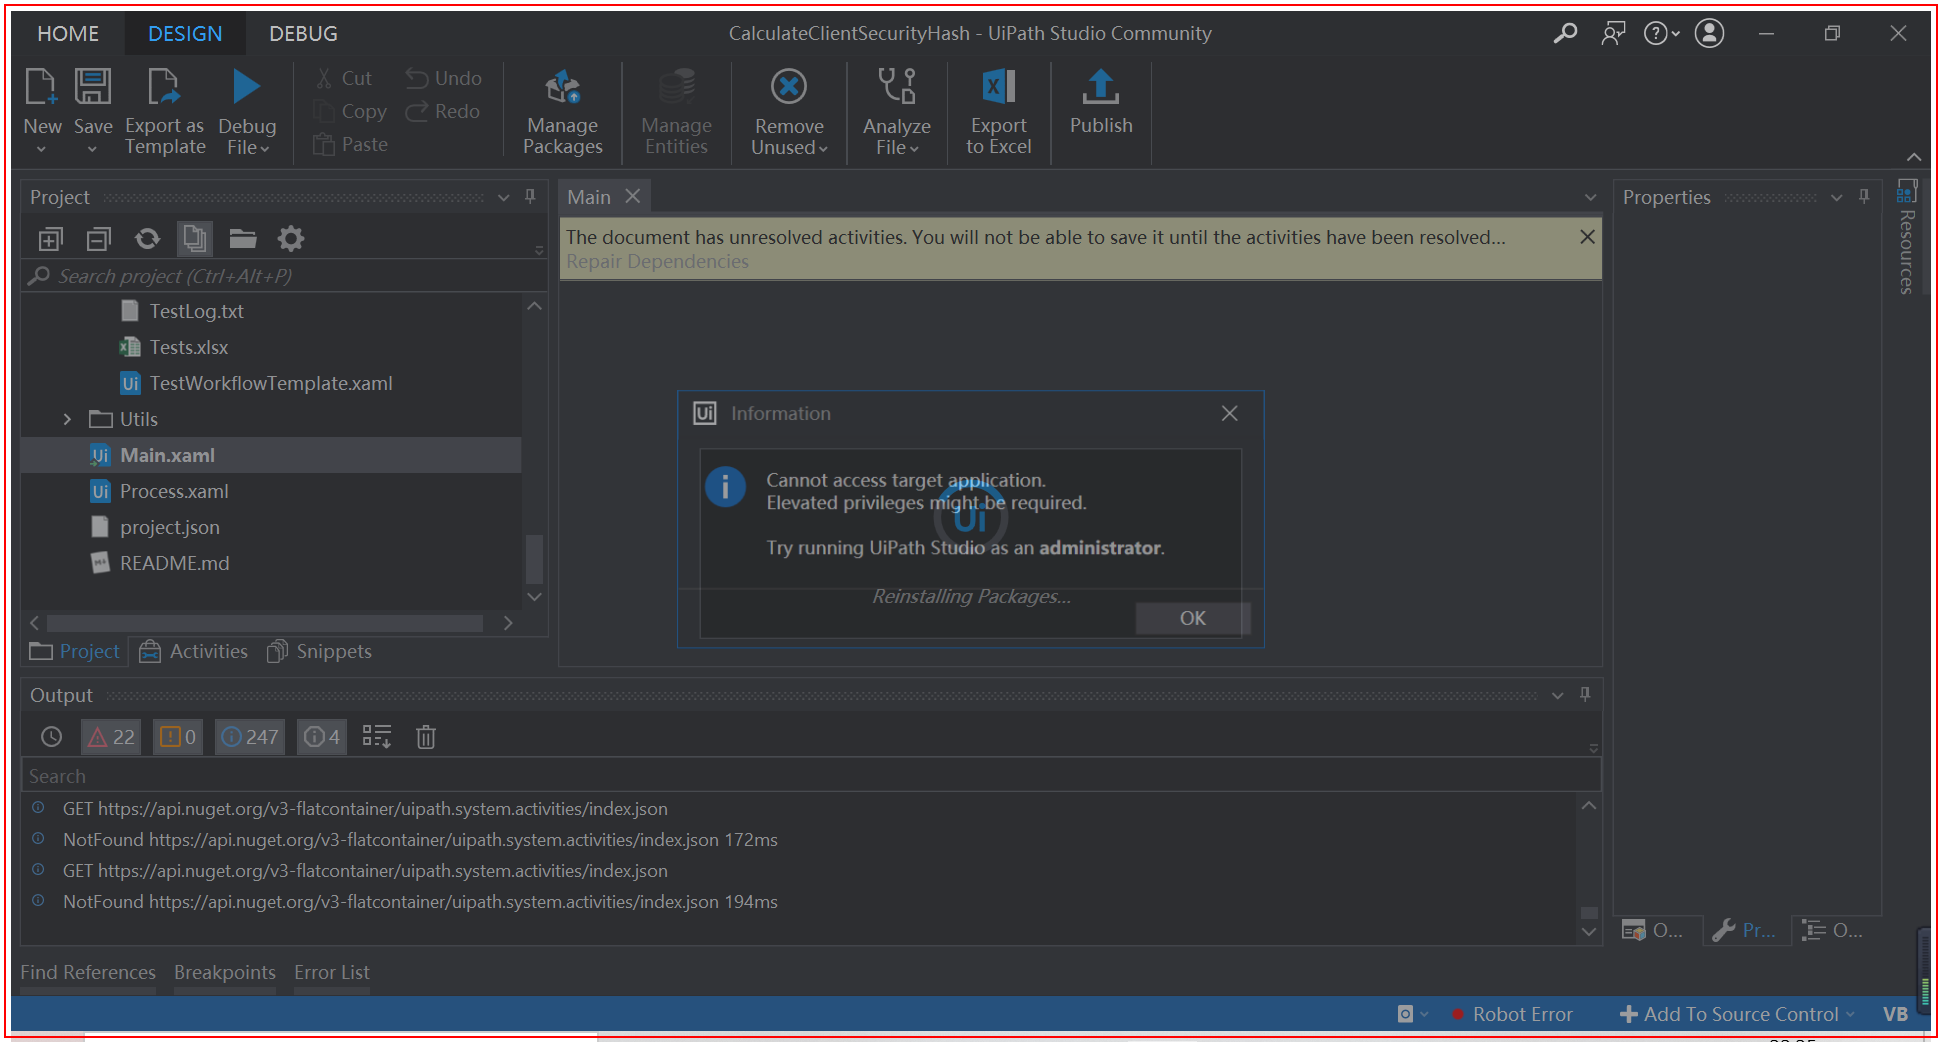 HOME DESIGN DEBUG
CalculateClientSecurityHash - UiPath Studio Community
New
Save
Export as
Template
Debug
File
Cut
Copy
Paste
Undo
Redo
Manage
Packages
Manage
Entities
Remove
Unused
Analyze
File
Export
to Excel
Publish
Project
Search project (Ctrl+Alt+P)
TestLog.txt
Tests.xlsx
Ui TestWorkflowTemplate.xaml
Utils
Ui Main.xaml
Ui Process.xaml
project.json
README.md
Project Activities Snippets
Main
The document has unresolved activities. You will not be able to save it until the activities have been resolved...
Repair Dependencies
Ui Information
Cannot access target application.
Elevated privileges might be required.
Ui
Try running UiPath Studio as an administrator.
Reinstalling Packages...
OK
Properties
Resources
O... Pr... O...
Output
22 0 247 4
Search
GET https://api.nuget.org/v3-flatcontainer/uipath.system.activities/index.json
NotFound https://api.nuget.org/v3-flatcontainer/uipath.system.activities/index.json 172ms
GET https://api.nuget.org/v3-flatcontainer/uipath.system.activities/index.json
NotFound https://api.nuget.org/v3-flatcontainer/uipath.system.activities/index.json 194ms
Find References Breakpoints Error List
Robot Error Add To Source Control VB